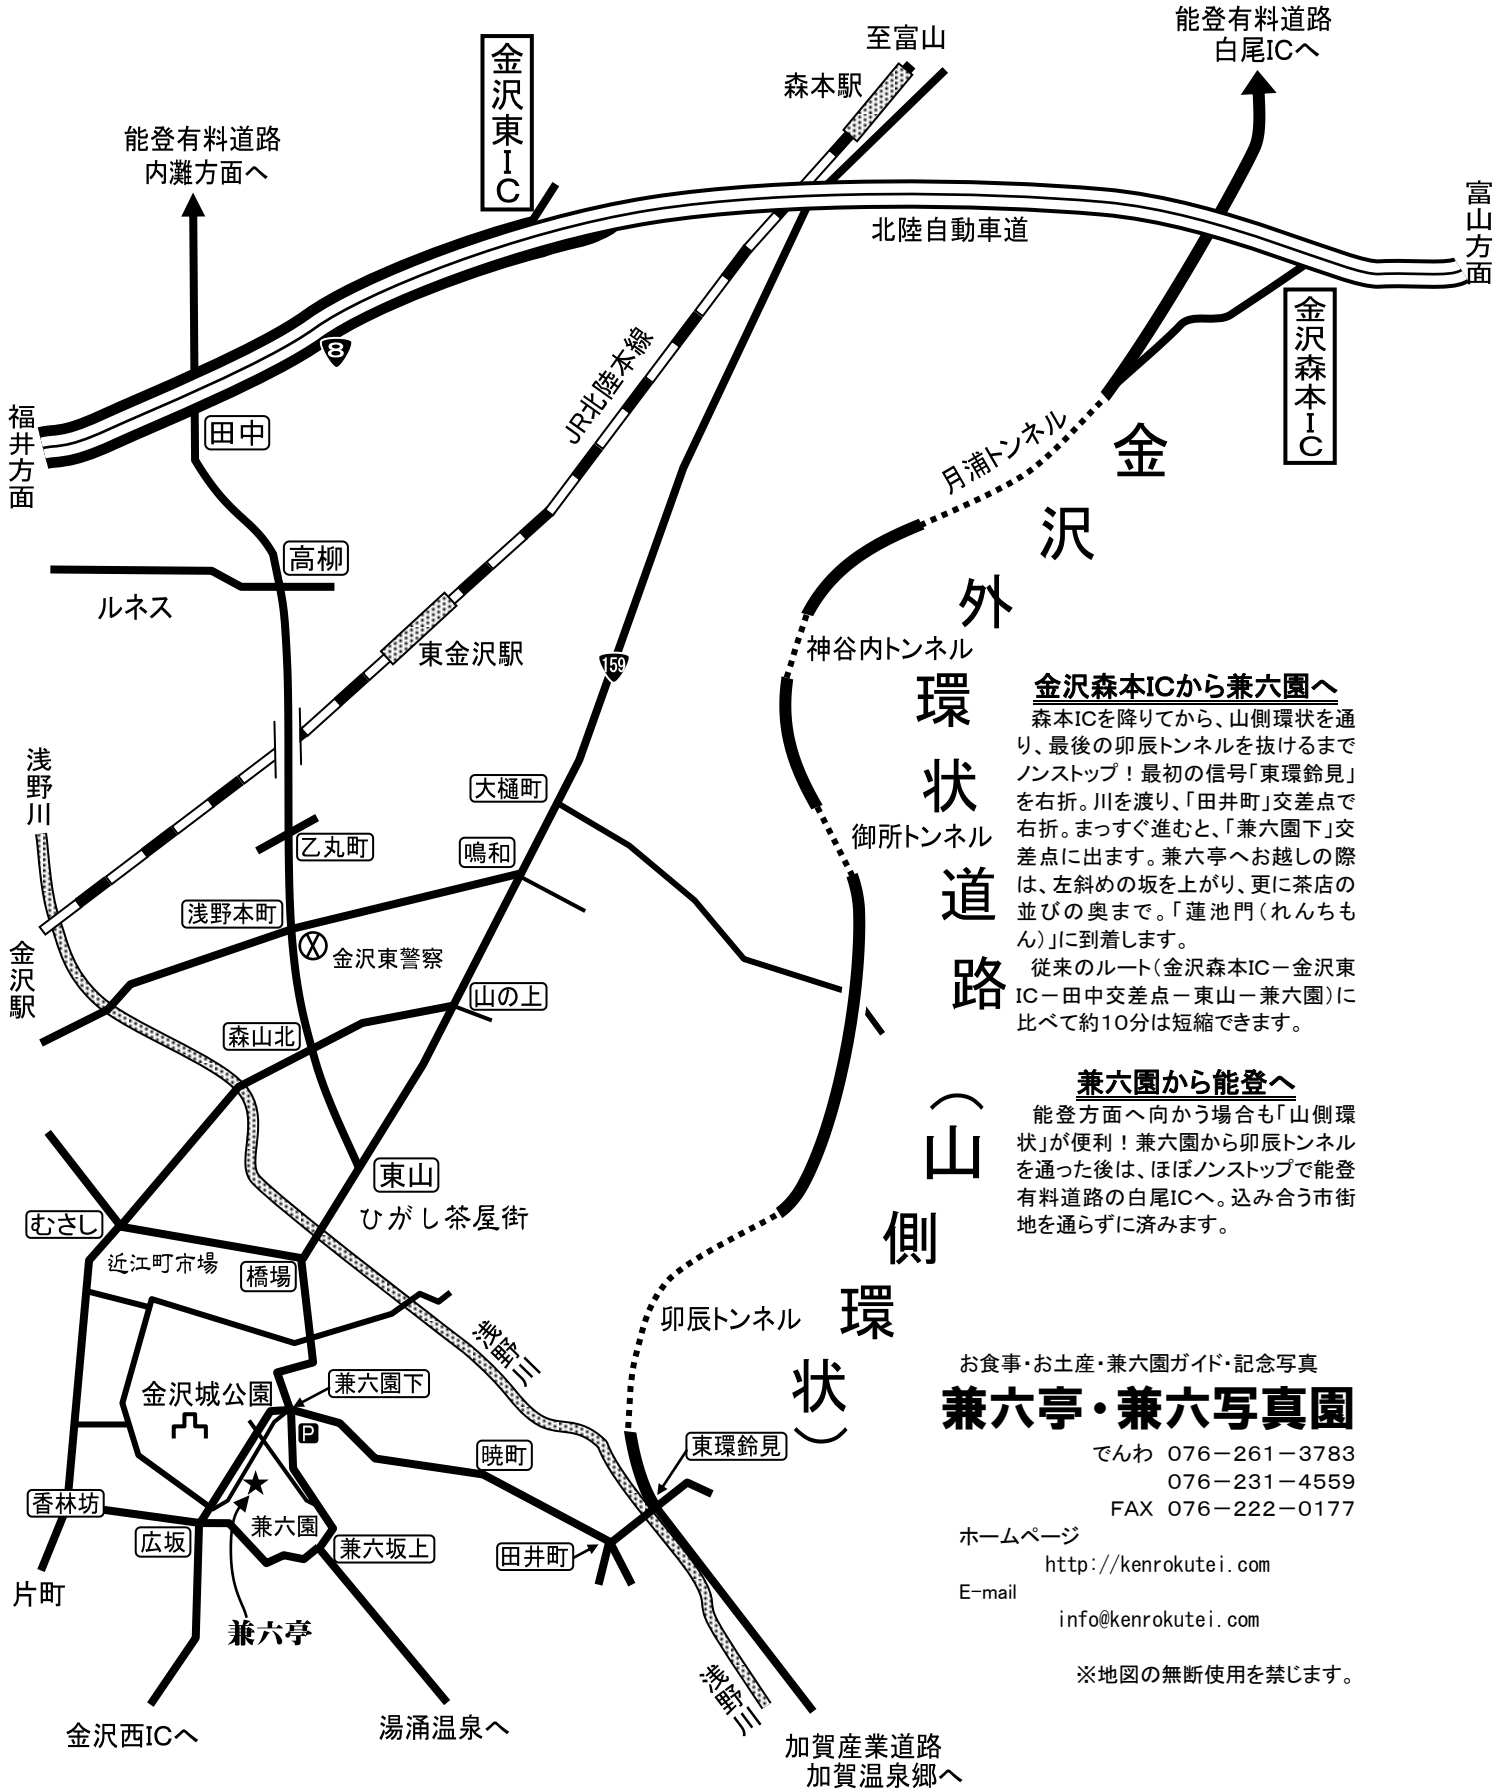 能登有料道路
白尾ICへ
至富山
森本駅
金沢東IC
能登有料道路
内灘方面へ
富山方面
北陸自動車道
金沢森本IC
8
JR北陸本線
福井方面
田中
月浦トンネル
高柳
ルネス
東金沢駅
159
神谷内トンネル
金沢外環状道路
(山側環状)
浅野川
大樋町
御所トンネル
乙丸町
鳴和
浅野本町
金沢東警察
金沢駅
山の上
森山北
東山
ひがし茶屋街
むさし
近江町市場
橋場
卯辰トンネル
浅野川
兼六園下
金沢城公園
P
暁町
東環鈴見
香林坊
広坂
兼六園
兼六坂上
田井町
片町
兼六亭
浅野川
金沢西ICへ
湯涌温泉へ
加賀産業道路
加賀温泉郷へ
金沢森本ICから兼六園へ
森本ICを降りてから、山側環状を通
り、最後の卯辰トンネルを抜けるまで
ノンストップ!最初の信号「東環鈴見」
を右折。川を渡り、「田井町」交差点で
右折。まっすぐ進むと、「兼六園下」交
差点に出ます。兼六亭へお越しの際
は、左斜めの坂を上がり、更に茶店の
並びの奥まで。「蓮池門(れんちも
ん)」に到着します。
従来のルート(金沢森本IC－金沢東
IC－田中交差点－東山－兼六園)に
比べて約10分は短縮できます。
兼六園から能登へ
能登方面へ向かう場合も「山側環
状」が便利!兼六園から卯辰トンネル
を通った後は、ほぼノンストップで能登
有料道路の白尾ICへ。込み合う市街
地を通らずに済みます。
お食事・お土産・兼六園ガイド・記念写真
兼六亭・兼六写真園
でんわ 076－261－3783
076－231－4559
FAX 076－222－0177
ホームページ
http://kenrokutei.com
E-mail
info@kenrokutei.com
※地図の無断使用を禁じます。